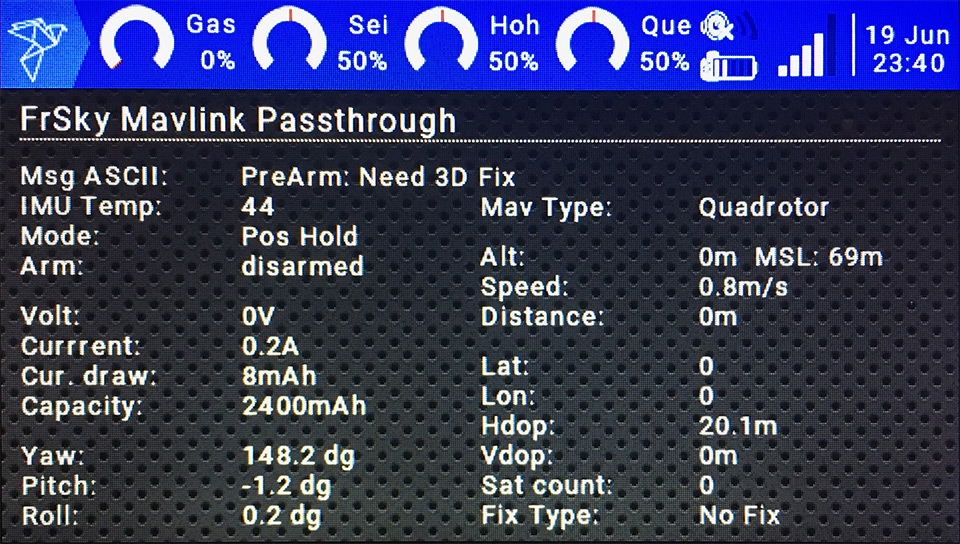 Gas
0%
Sei
50%
Hoh
50%
Que
50%
19 Jun
23:40
FrSky Mavlink Passthrough
Msg ASCII: PreArm: Need 3D Fix
IMU Temp: 44
Mode: Pos Hold
Arm: disarmed
Volt: 0V
Currrent: 0.2A
Cur. draw: 8mAh
Capacity: 2400mAh
Yaw: 148.2 dg
Pitch: -1.2 dg
Roll: 0.2 dg
Mav Type: Quadrotor
Alt: 0m MSL: 69m
Speed: 0.8m/s
Distance: 0m
Lat: 0
Lon: 0
Hdop: 20.1m
Vdop: 0m
Sat count: 0
Fix Type: No Fix